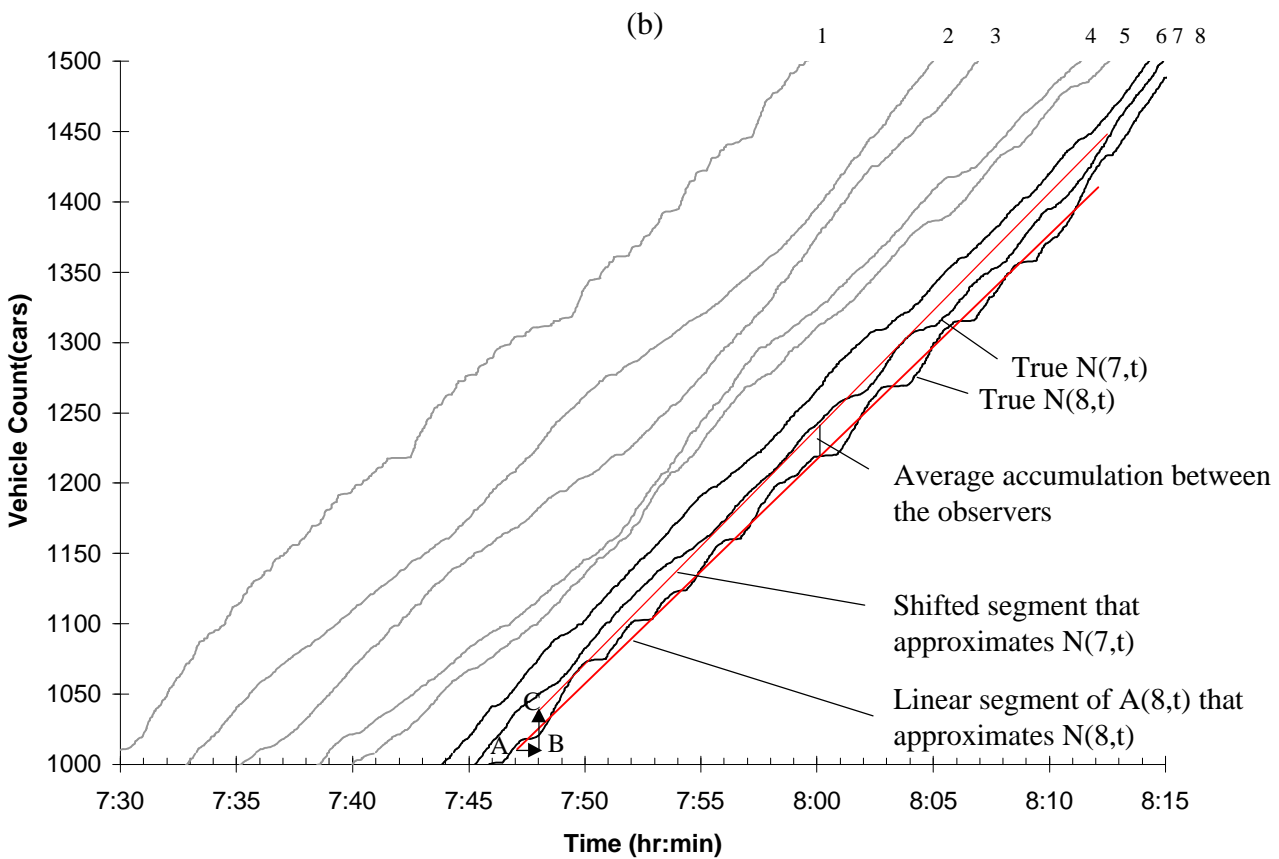 (b)
1 2 3 4 5 6 7 8
1500
1450
1400
1350
1300
1250
1200
1150
1100
1050
1000
Vehicle Count(cars)
True N(7,t)
True N(8,t)
Average accumulation between
the observers
Shifted segment that
approximates N(7,t)
Linear segment of A(8,t) that
approximates N(8,t)
C
A
B
7:30 7:35 7:40 7:45 7:50 7:55 8:00 8:05 8:10 8:15
Time (hr:min)